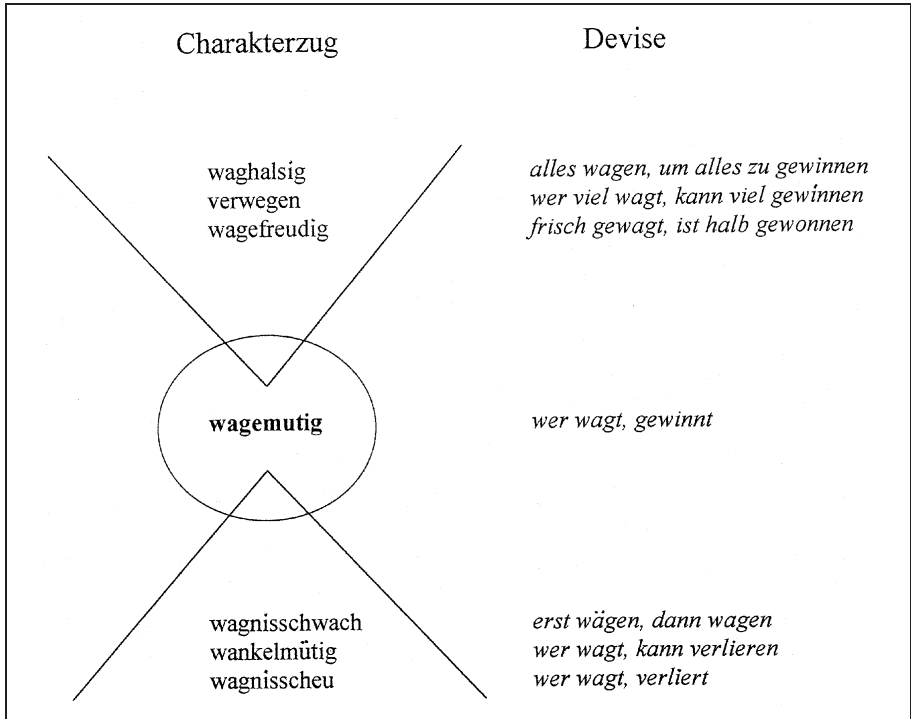 Charakterzug Devise
waghalsig alles wagen, um alles zu gewinnen
verwegen wer viel wagt, kann viel gewinnen
wagefreudig frisch gewagt, ist halb gewonnen
wagemutig wer wagt, gewinnt
wagnisschwach erst wägen, dann wagen
wankelmütig wer wagt, kann verlieren
wagnisscheu wer wagt, verliert